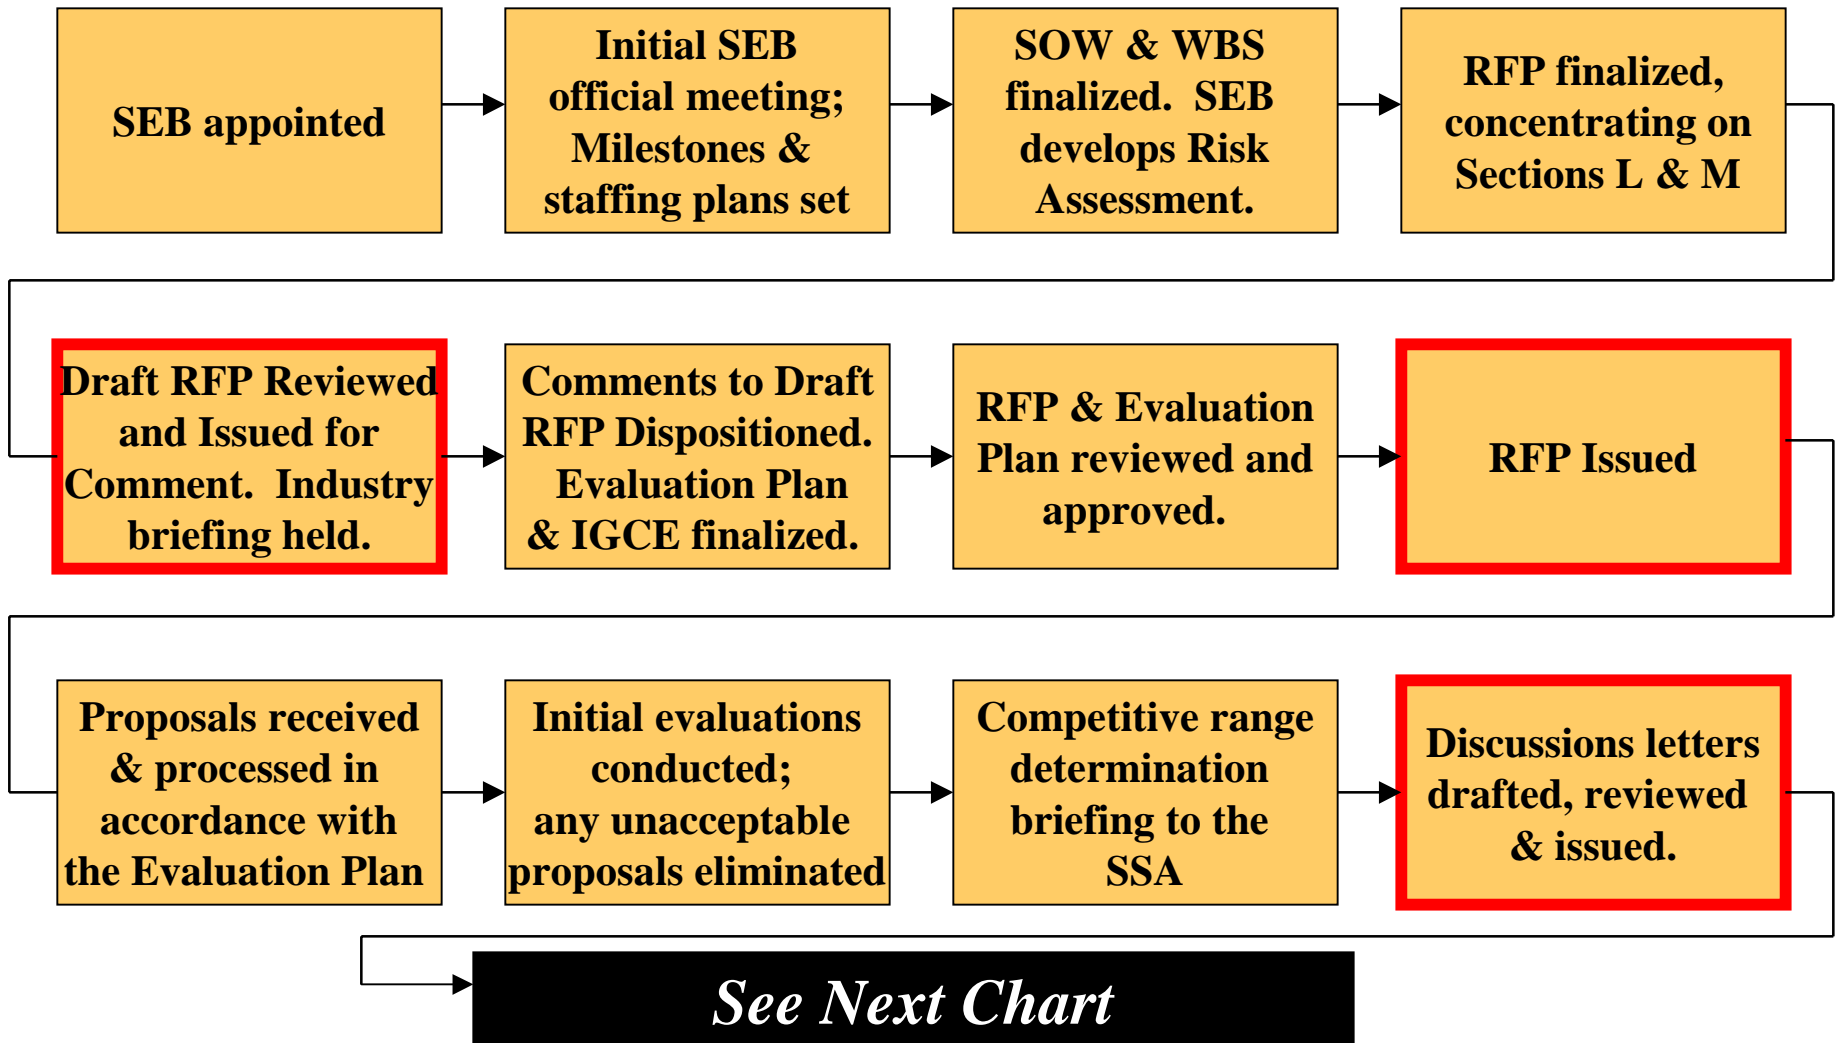 SEB appointed
Initial SEB
official meeting;
Milestones &
staffing plans set
SOW & WBS
finalized.  SEB
develops Risk
Assessment.
RFP finalized,
concentrating on
Sections L & M
Draft RFP Reviewed
and Issued for
Comment.  Industry
briefing held.
Comments to Draft
RFP Dispositioned.
Evaluation Plan
& IGCE finalized.
RFP & Evaluation
Plan reviewed and
approved.
RFP Issued
Proposals received
& processed in
accordance with
the Evaluation Plan
Initial evaluations
conducted;
any unacceptable
proposals eliminated
Competitive range
determination
briefing to the
SSA
Discussions letters
drafted, reviewed
& issued.
See Next Chart